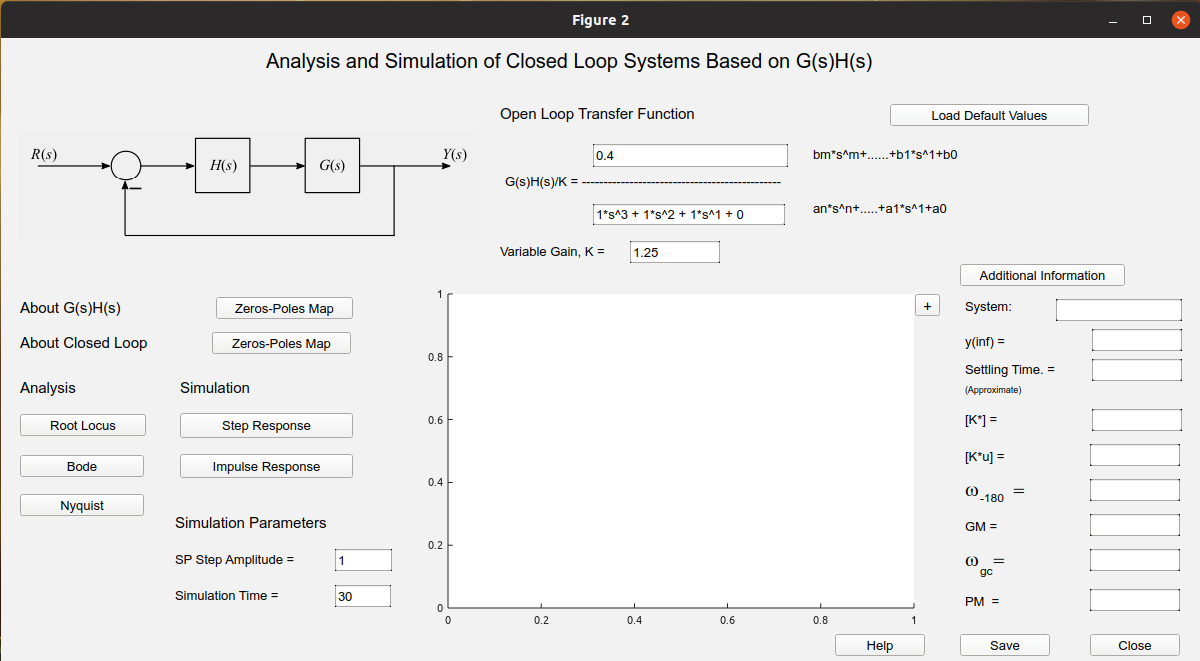 Figure 2
Analysis and Simulation of Closed Loop Systems Based on G(s)H(s)
Open Loop Transfer Function
Load Default Values
R(s)
H(s)
G(s)
Y(s)
0.4
bm*s^m+......+b1*s^1+b0
G(s)H(s)/K = ----------------------------------------------
1*s^3 + 1*s^2 + 1*s^1 + 0
an*s^n+.....+a1*s^1+a0
Variable Gain, K =
1.25
About G(s)H(s)
Zeros-Poles Map
About Closed Loop
Zeros-Poles Map
Analysis
Simulation
Root Locus
Step Response
Bode
Impulse Response
Nyquist
Simulation Parameters
SP Step Amplitude =
1
Simulation Time =
30
1
0.8
0.6
0.4
0.2
0
0
0.2
0.4
0.6
0.8
1
+
Additional Information
System:
y(inf) =
Settling Time. =
(Approximate)
[K*] =
[K*u] =
ω-180 =
GM =
ωgc=
PM =
Help
Save
Close